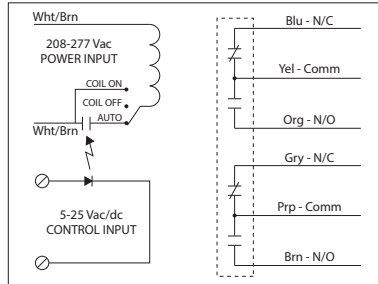 Wht/Brn
208-277 Vac
POWER INPUT
COIL ON
COIL OFF
AUTO
Wht/Brn
5-25 Vac/dc
CONTROL INPUT
Blu - N/C
Yel - Comm
Org - N/O
Gry - N/C
Prp - Comm
Brn - N/O